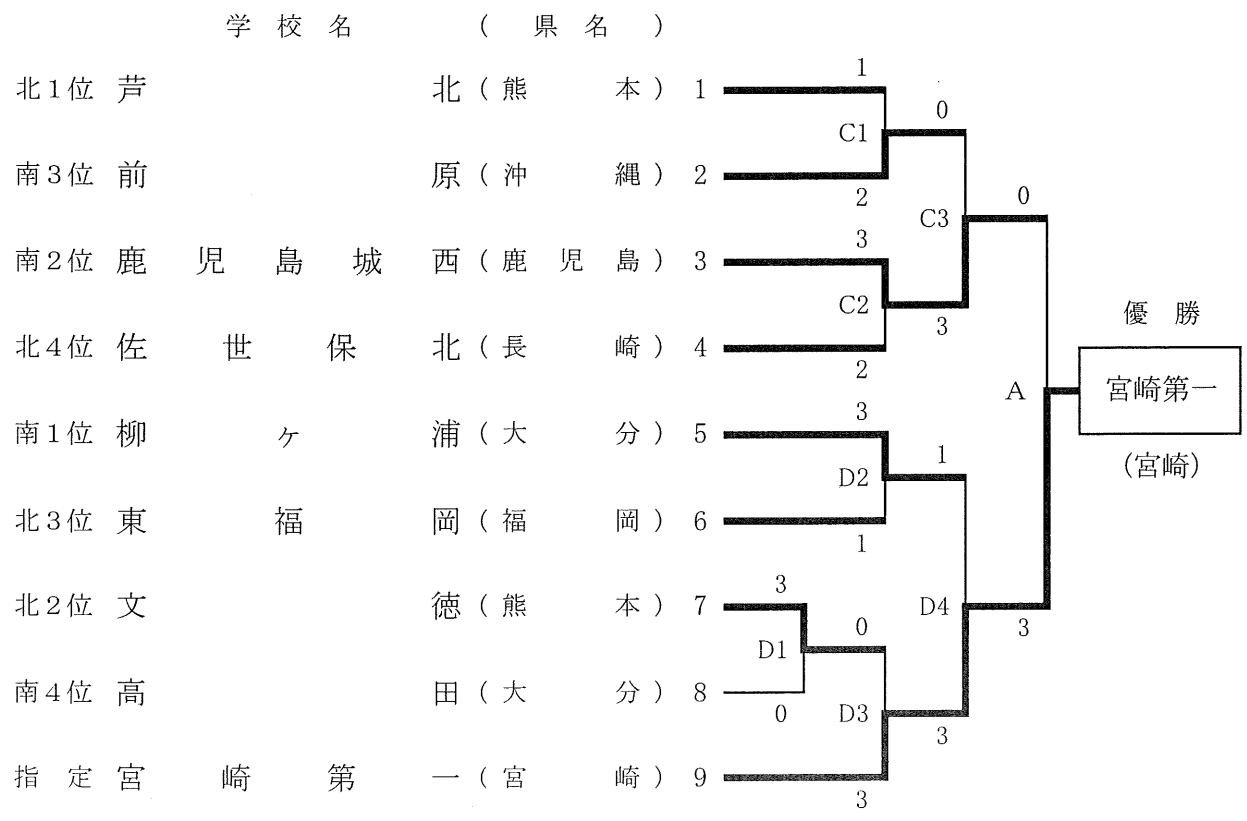 学校名 (県名)
北1位 芦北 (熊本) 1
南3位 前原 (沖縄) 2
南2位 鹿児島城西 (鹿児島) 3
北4位 佐世保北 (長崎) 4
南1位 柳ヶ浦 (大分) 5
北3位 東福岡 (福岡) 6
北2位 文徳 (熊本) 7
南4位 高田 (大分) 8
指定 宮崎第一 (宮崎) 9
1
C1
2
0
3
C2
2
3
C3
0
3
D2
1
1
3
D1
0
0
D3
3
3
D4
3
A
優勝
宮崎第一
(宮崎)